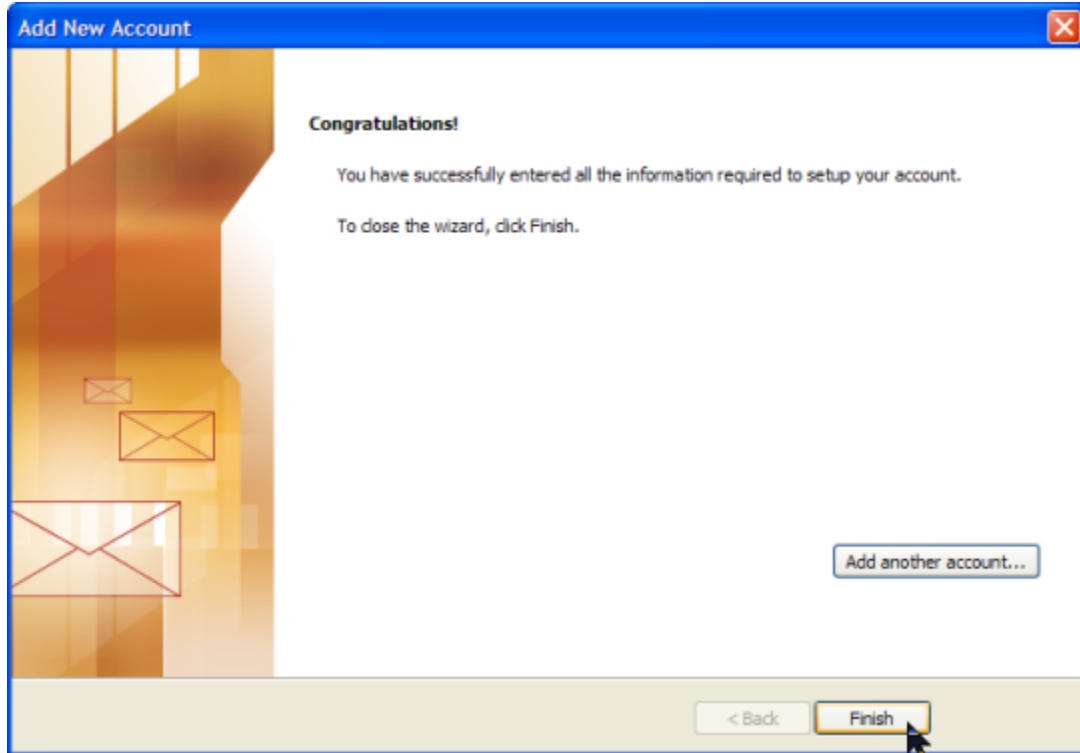 Add New Account
Congratulations!
You have successfully entered all the information required to setup your account.
To close the wizard, click Finish.
Add another account...
< Back
Finish